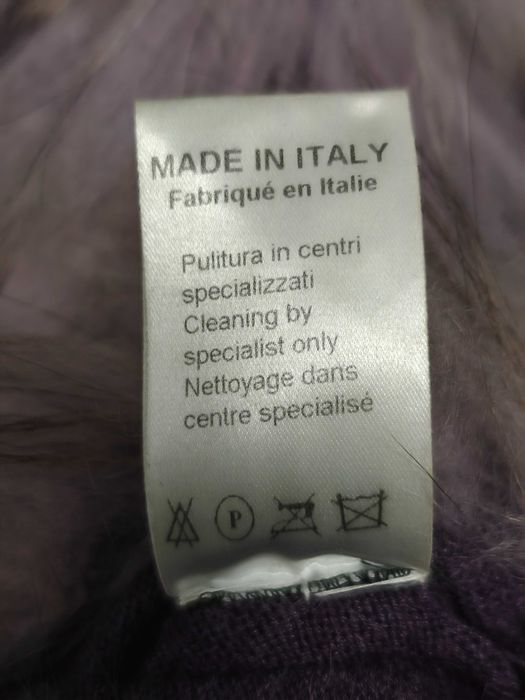 MADE IN ITALY
Fabriqué en Italie
Pulitura in centri
specializzati
Cleaning by
specialist only
Nettoyage dans
centre specialisé
P